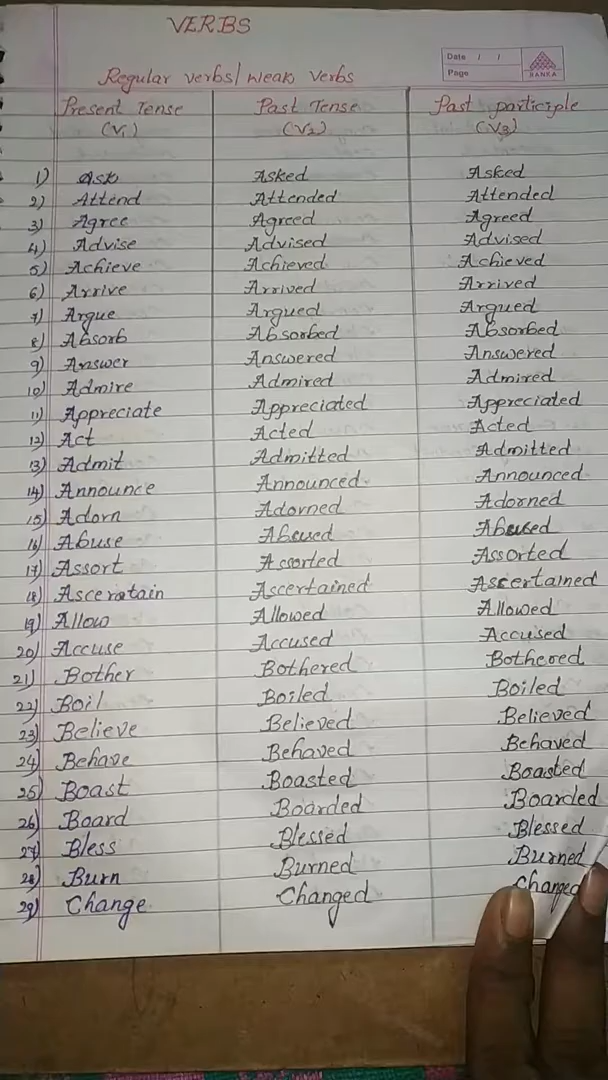 VERBS
Date / /
Page
RANKA
Regular verbs/weak verbs
Present Tense Past Tense Past participle
(V1) (V2) (V3)
1) Ask Asked Asked
2) Attend Attended Attended
3) Agree Agreed Agreed
4) Advise Advised Advised
5) Achieve Achieved Achieved
6) Arrive Arrived Arrived
7) Argue Argued Argued
8) Absorb Absorbed Absorbed
9) Answer Answered Answered
10) Admire Admired Admired
11) Appreciate Appreciated Appreciated
12) Act Acted Acted
13) Admit Admitted Admitted
14) Announce Announced Announced
15) Adorn Adorned Adorned
16) Abuse Abused Abused
17) Assort Assorted Assorted
18) Asceratain Ascertained Ascertained
19) Allow Allowed Allowed
20) Accuse Accused Accused
21) Bother Bothered Bothered
22) Boil Boiled Boiled
23) Believe Believed Believed
24) Behave Behaved Behaved
25) Boast Boasted Boasted
26) Board Boarded Boarded
27) Bless Blessed Blessed
28) Burn Burned Burned
29) Change Changed Changed